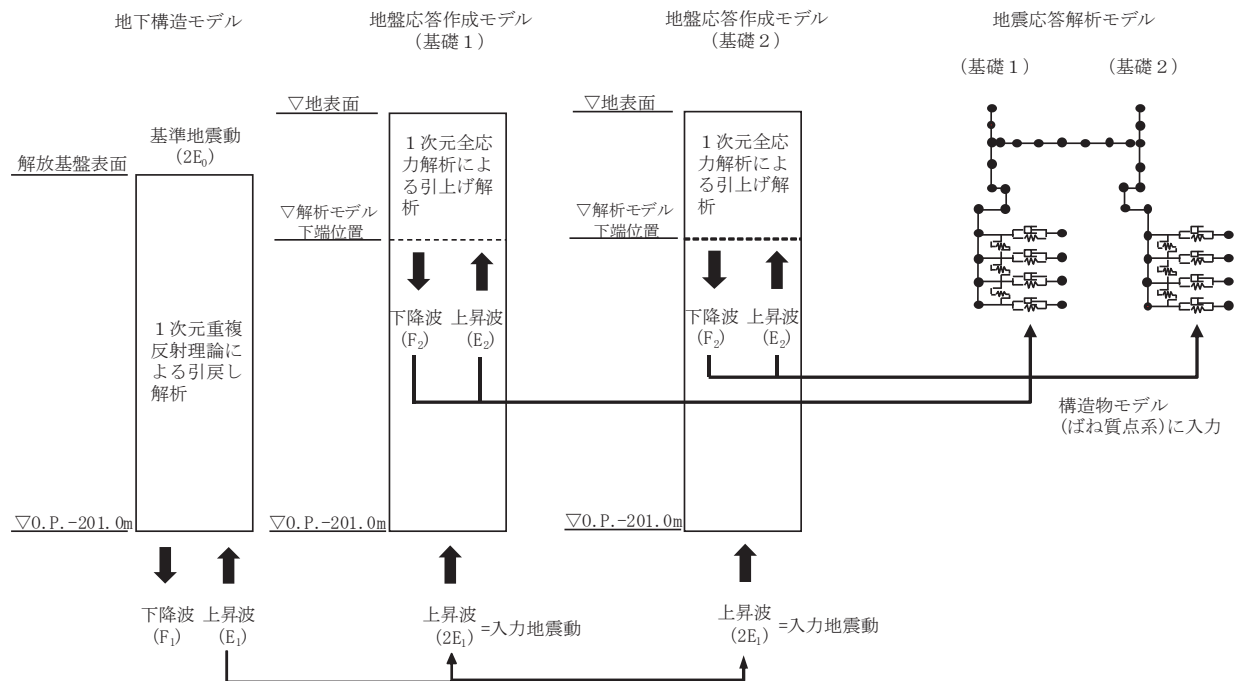 地下構造モデル
基準地震動
(2E₀)
解放基盤表面
1次元重複
反射理論に
よる引戻し
解析
▽O.P.-201.0m
下降波
(F₁)
上昇波
(E₁)
地盤応答作成モデル
(基礎1)
▽地表面
1次元全応
力解析によ
る引上げ解
析
▽解析モデル
下端位置
下降波
(F₂)
上昇波
(E₂)
▽O.P.-201.0m
上昇波
(2E₁)
=入力地震動
地盤応答作成モデル
(基礎2)
▽地表面
1次元全応
力解析によ
る引上げ解
析
▽解析モデル
下端位置
下降波
(F₂)
上昇波
(E₂)
▽O.P.-201.0m
上昇波
(2E₁)
=入力地震動
地震応答解析モデル
(基礎1)
(基礎2)
構造物モデル
(ばね質点系)に入力